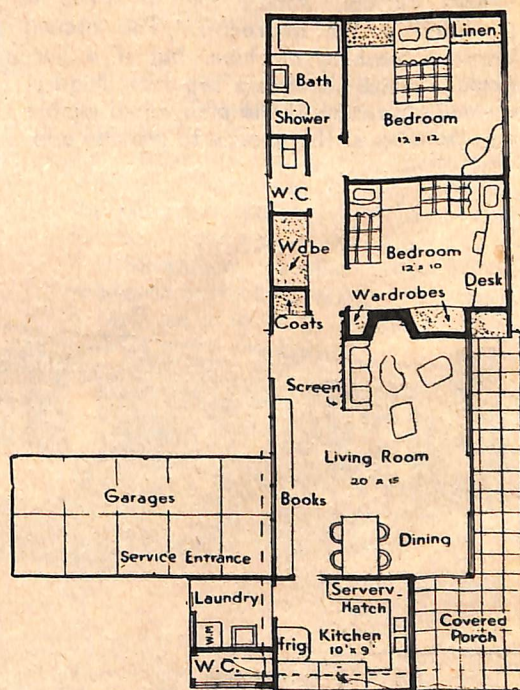 Linen
Bath
Shower
Bedroom
12 x 12
W.C
Wdbe
Bedroom
12' x 10
Desk
Wardrobes
Coats
Screen
Living Room
20 x 15
Garages
Books
Service Entrance
Dining
Laundry
Servery
Hatch
W.M
frig
Kitchen
10' x 9'
Covered
Porch
W.C.